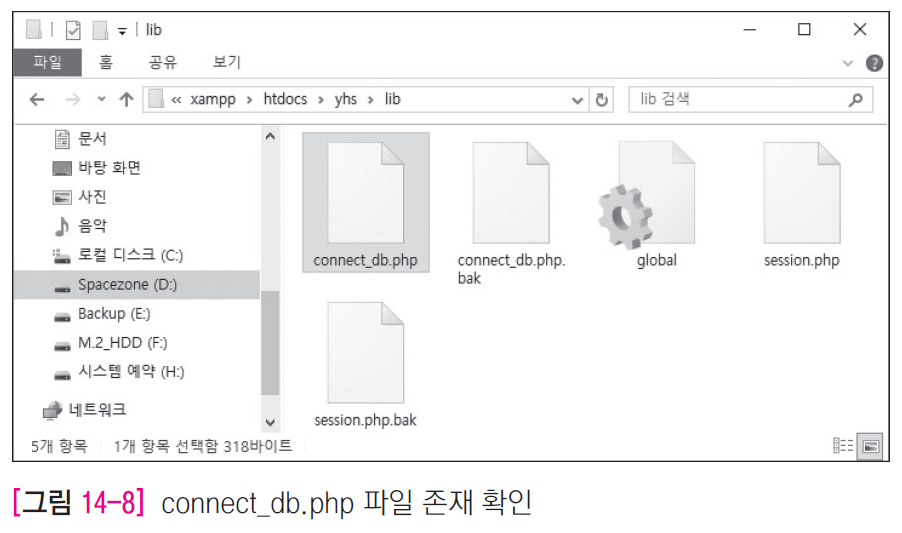 lib
파일 홈 공유 보기
« xampp > htdocs > yhs > lib
lib 검색
문서
바탕 화면
사진
음악
로컬 디스크 (C:)
Spacezone (D:)
Backup (E:)
M.2_HDD (F:)
시스템 예약 (H:)
네트워크
connect_db.php
connect_db.php.
bak
global
session.php
session.php.bak
5개 항목 1개 항목 선택함 318바이트
[그림 14-8] connect_db.php 파일 존재 확인